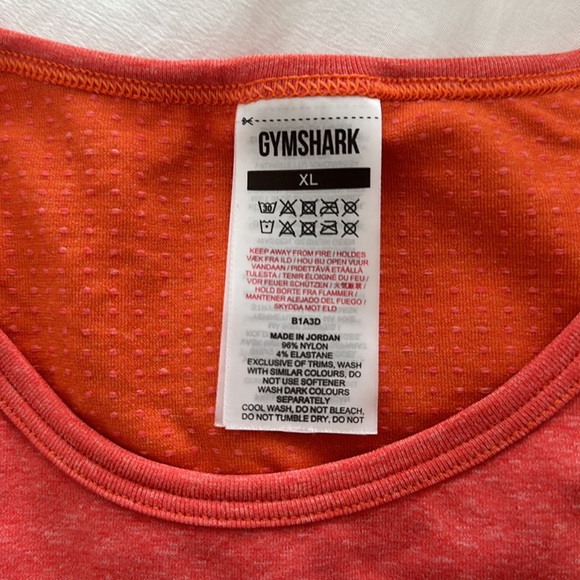 GYMSHARK
XL
30
KEEP AWAY FROM FIRE / HOLDES
VÆK FRA ILD / HOU BIJ OPEN VUUR
VANDAAN / PIDETTÄVÄ ETÄÄLLÄ
TULESTA / TENIR ÉLOIGNÉ DU FEU /
VOR FEUER SCHÜTZEN / 火気厳禁 /
HOLD BORTE FRA FLAMMER /
MANTENER ALEJADO DEL FUEGO /
SKYDDA MOT ELD
B1A3D
MADE IN JORDAN
96% NYLON
4% ELASTANE
EXCLUSIVE OF TRIMS, WASH
WITH SIMILAR COLOURS, DO
NOT USE SOFTENER
WASH DARK COLOURS
SEPARATELY
COOL WASH, DO NOT BLEACH,
DO NOT TUMBLE DRY, DO NOT